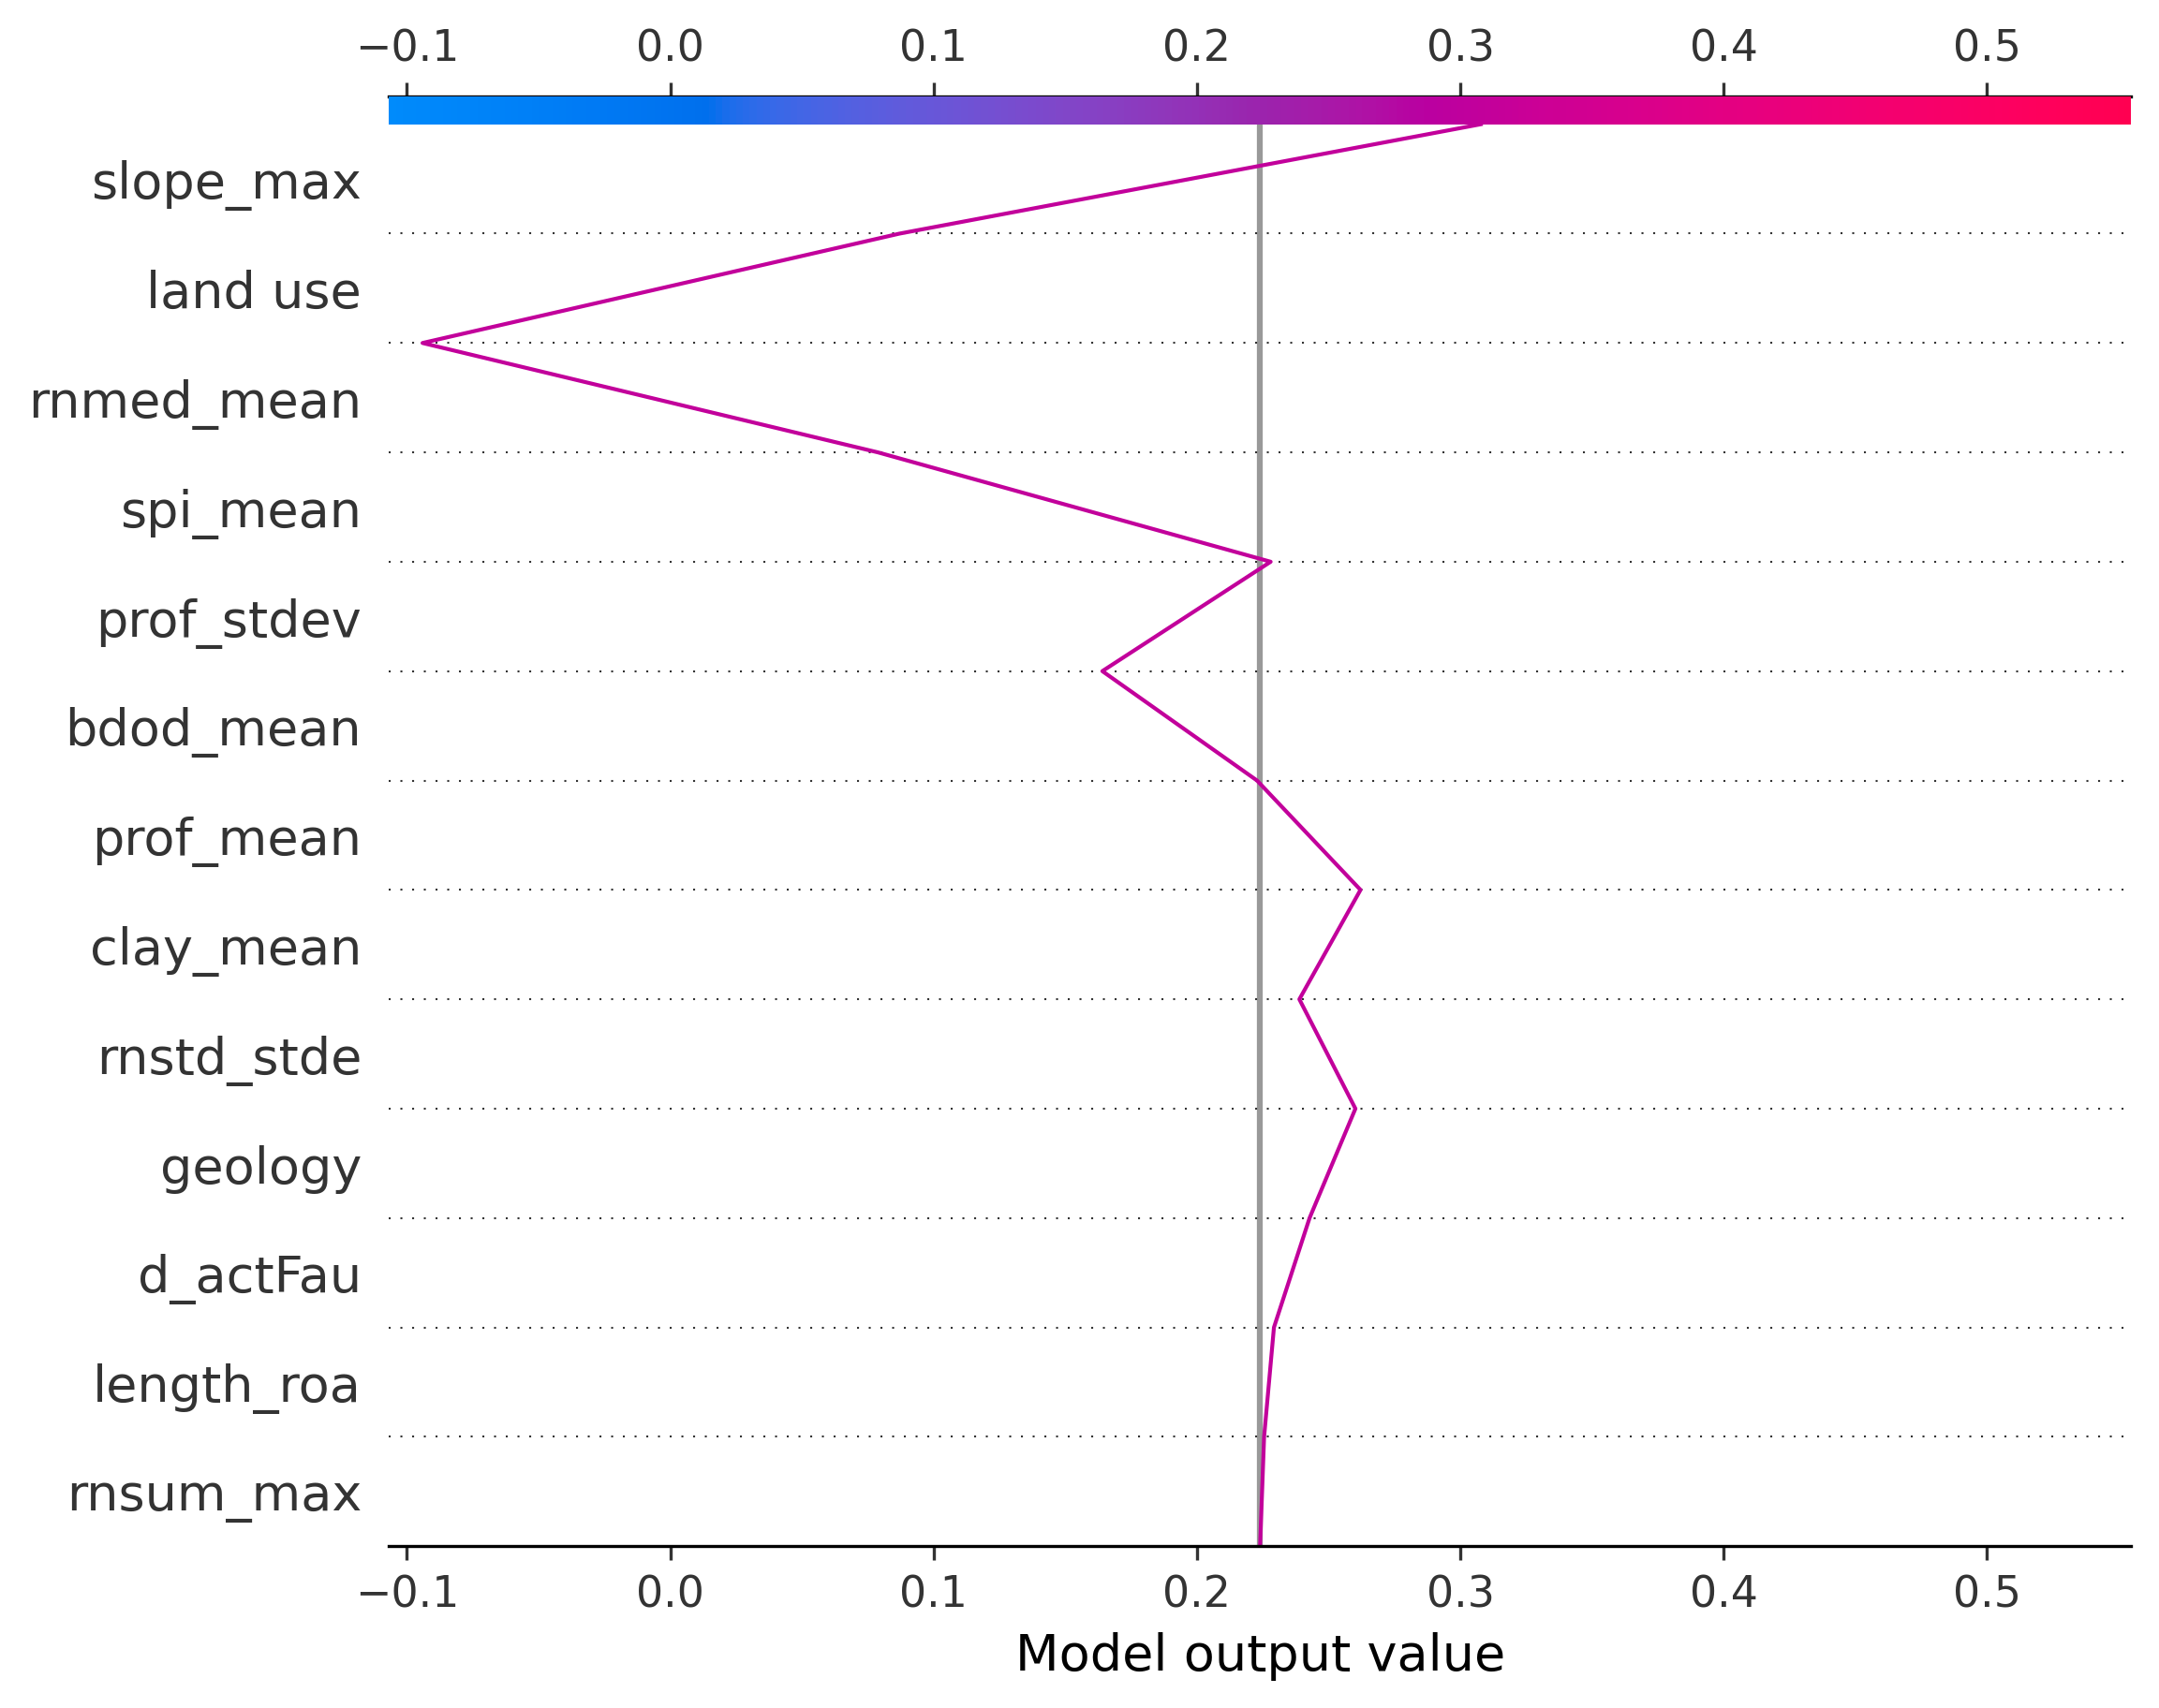 −0.1 0.0 0.1 0.2 0.3 0.4 0.5
slope_max
land use
rnmed_mean
spi_mean
prof_stdev
bdod_mean
prof_mean
clay_mean
rnstd_stde
geology
d_actFau
length_roa
rnsum_max
−0.1 0.0 0.1 0.2 0.3 0.4 0.5
Model output value